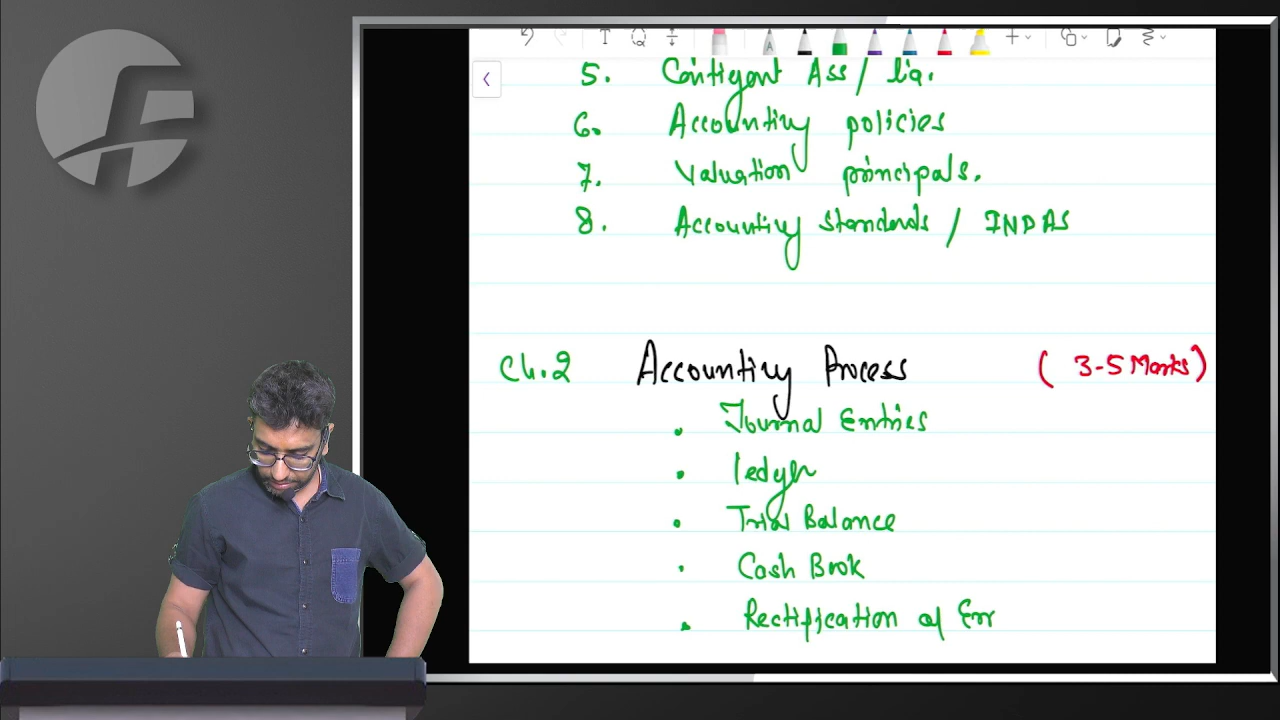 5. Contigent Ass / lia.
6. Accounting policies
7. Valuation principals.
8. Accounting Standards / INDAS
Ch.2 Accounting Process (3-5 Marks)
• Journal Entries
• ledger
• Trial Balance
• Cash Book
• Rectification of Err